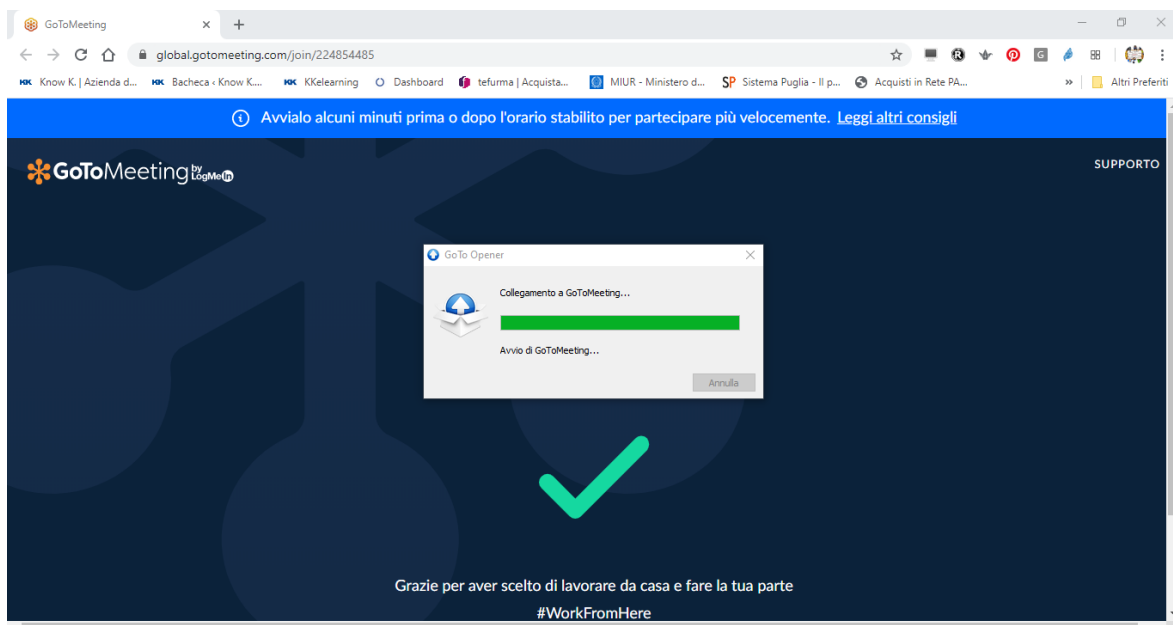 GoToMeeting
global.gotomeeting.com/join/224854485
Know K. | Azienda d... Bacheca ‹ Know K.... KKelearning Dashboard tefurma | Acquista... MIUR - Ministero d... SP Sistema Puglia - Il p... Acquisti in Rete PA... » Altri Preferiti
Avvialo alcuni minuti prima o dopo l'orario stabilito per partecipare più velocemente. Leggi altri consigli
GoToMeeting by LogMeIn
SUPPORTO
GoTo Opener
Collegamento a GoToMeeting...
Avvio di GoToMeeting...
Annulla
Grazie per aver scelto di lavorare da casa e fare la tua parte
#WorkFromHere